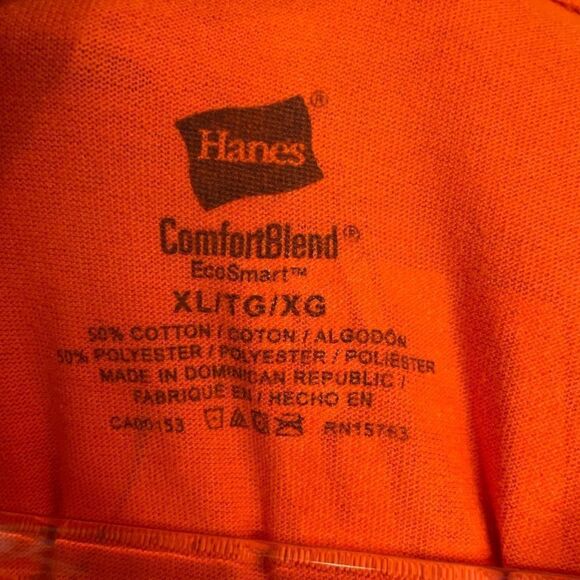 Hanes®
ComfortBlend®
EcoSmart™
XL/TG/XG
50% COTTON / COTON / ALGODÓN
50% POLYESTER / POLYESTER / POLIÉSTER
MADE IN DOMINICAN REPUBLIC /
FABRIQUÉ EN / HECHO EN
CA00153 RN15763